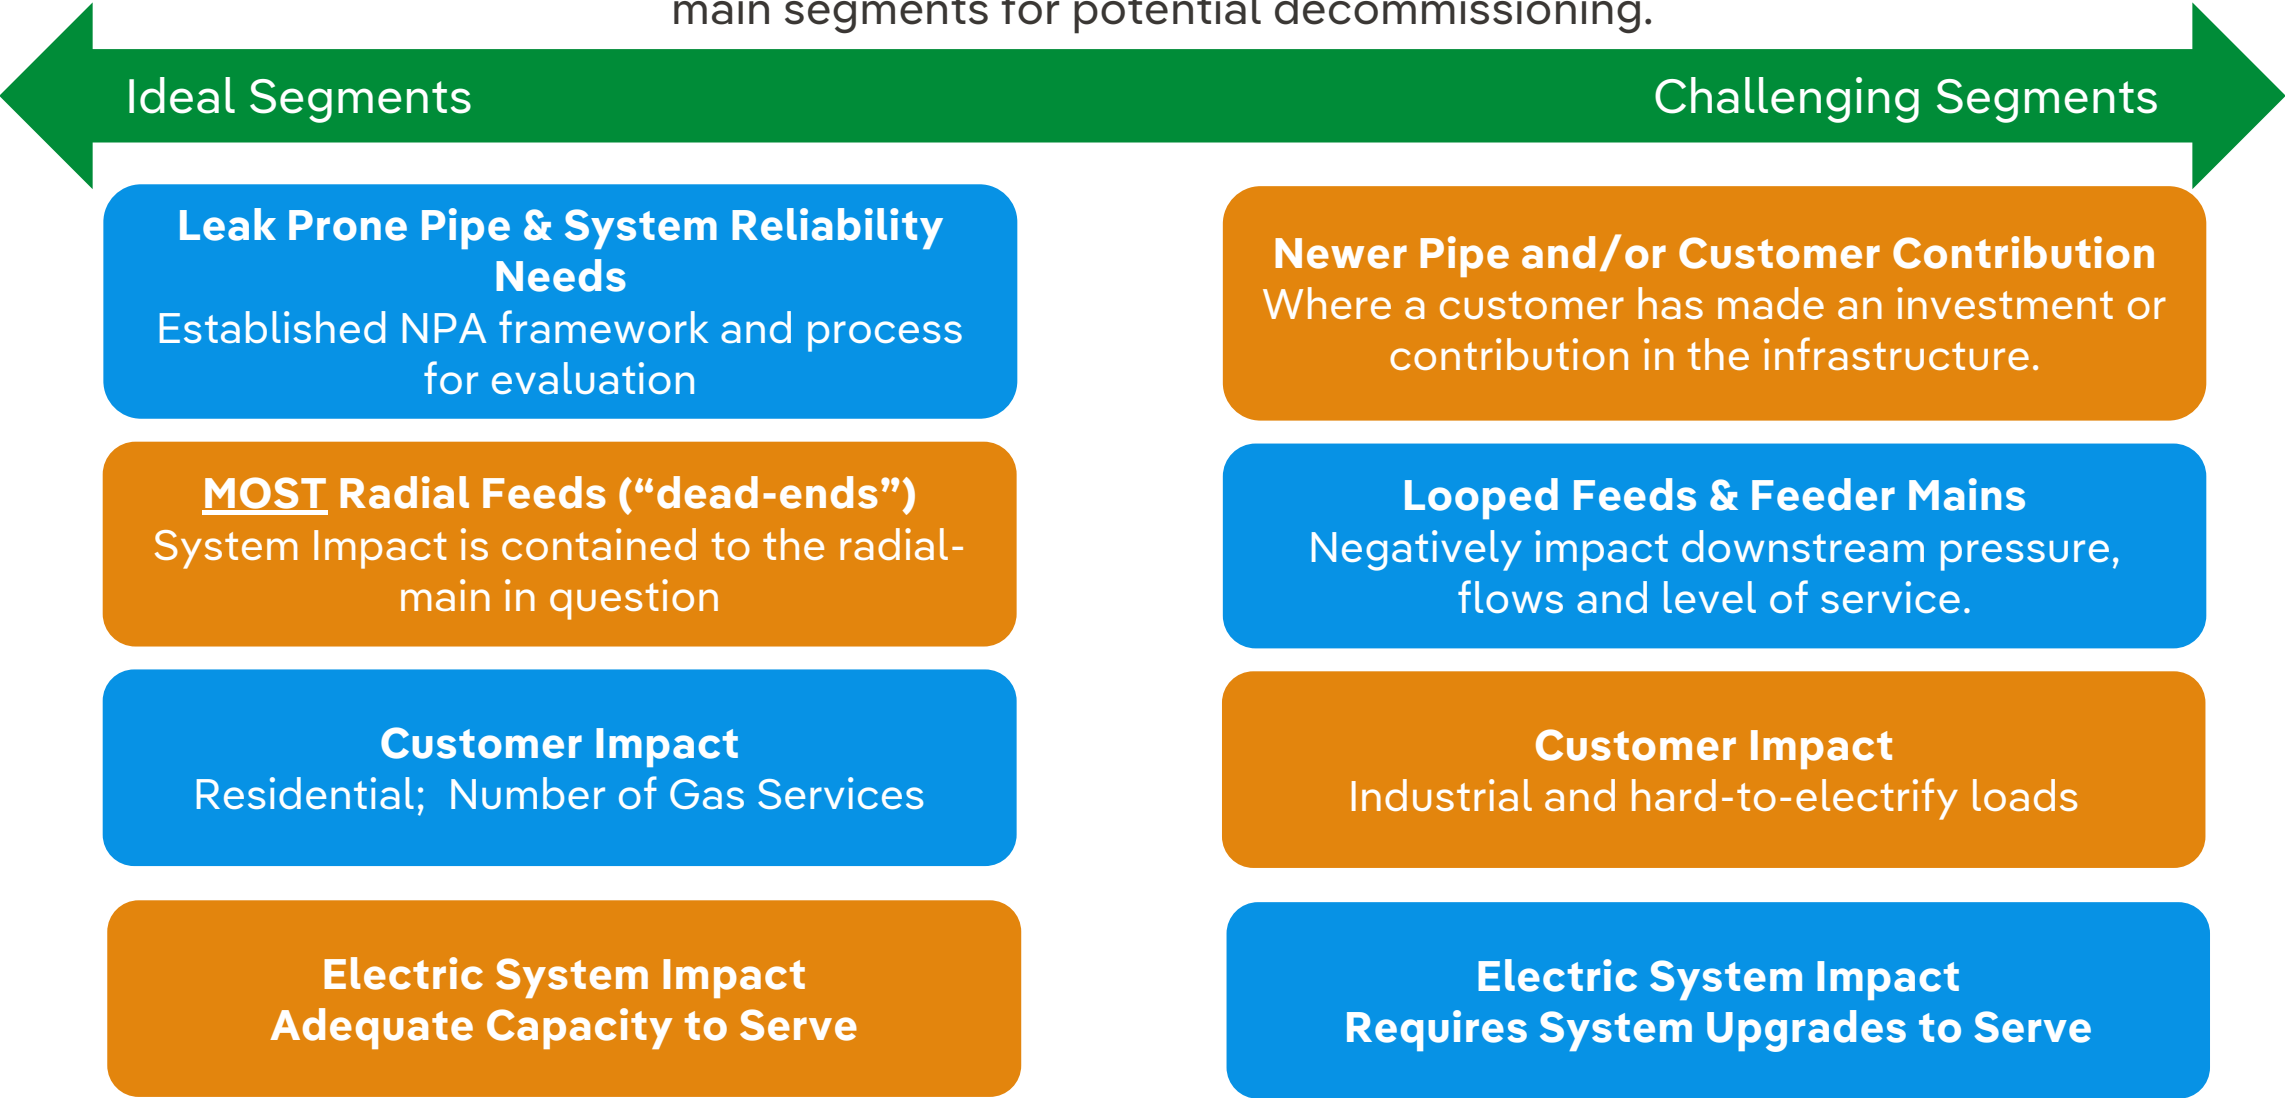 main segments for potential decommissioning.
Ideal Segments
Challenging Segments
Leak Prone Pipe & System Reliability
Needs
Established NPA framework and process
for evaluation
Newer Pipe and/or Customer Contribution
Where a customer has made an investment or
contribution in the infrastructure.
MOST Radial Feeds (“dead-ends”)
System Impact is contained to the radial-
main in question
Looped Feeds & Feeder Mains
Negatively impact downstream pressure,
flows and level of service.
Customer Impact
Residential;  Number of Gas Services
Customer Impact
Industrial and hard-to-electrify loads
Electric System Impact
Adequate Capacity to Serve
Electric System Impact
Requires System Upgrades to Serve